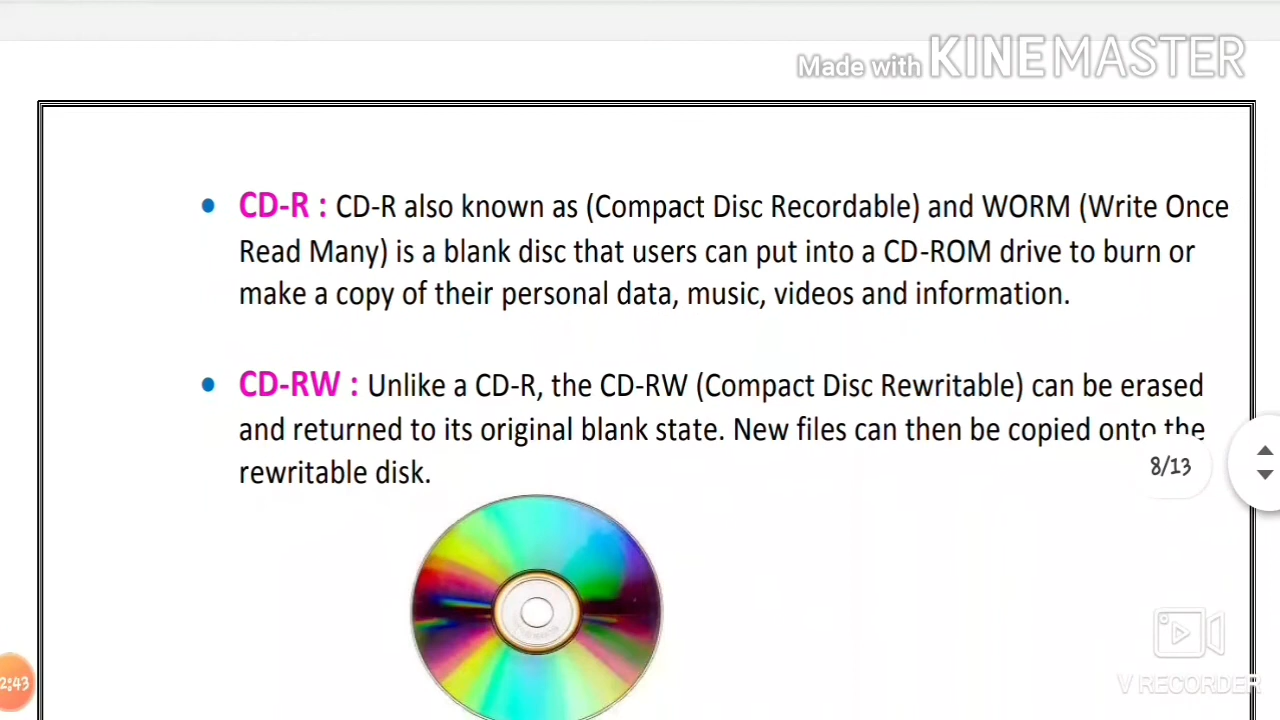 Made with KINEMASTER
CD-R : CD-R also known as (Compact Disc Recordable) and WORM (Write Once
Read Many) is a blank disc that users can put into a CD-ROM drive to burn or
make a copy of their personal data, music, videos and information.
CD-RW : Unlike a CD-R, the CD-RW (Compact Disc Rewritable) can be erased
and returned to its original blank state. New files can then be copied onto the
rewritable disk.
8/13
2:43
V RECORDER